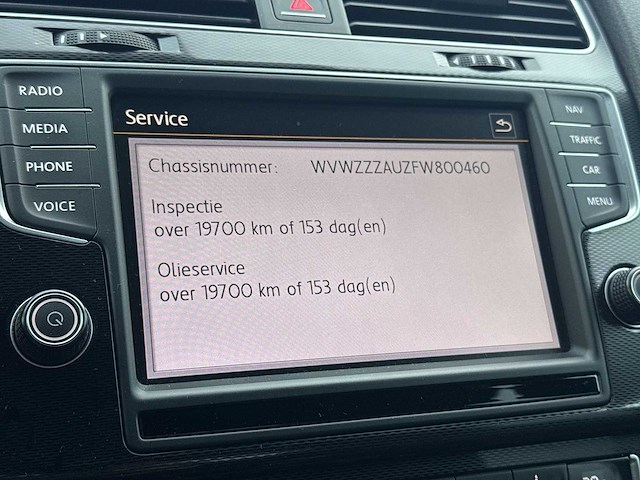 RADIO
MEDIA
PHONE
VOICE
Service
Chassisnummer: WVWZZZAUZFW800460
Inspectie
over 19700 km of 153 dag(en)
Olieservice
over 19700 km of 153 dag(en)
NAV
TRAFFIC
CAR
MENU